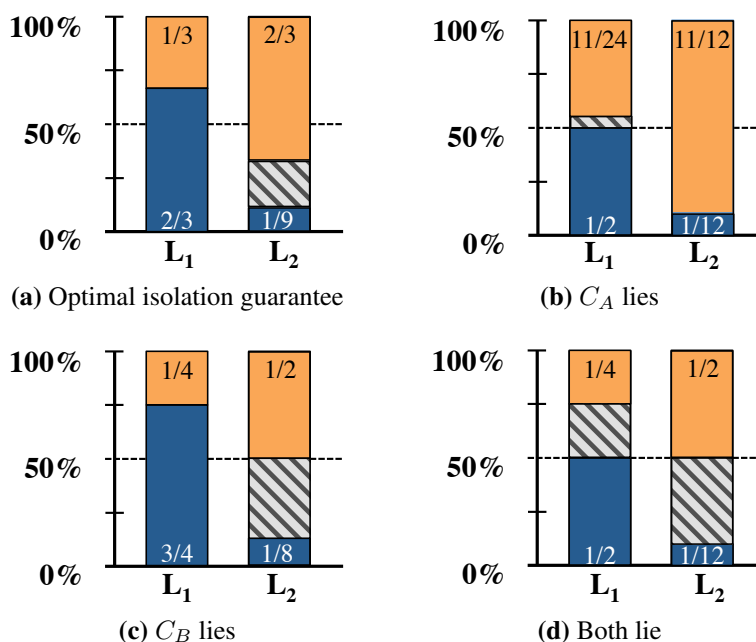 100%
1/3
2/3
50%
2/3
1/9
0%
L1
L2
(a) Optimal isolation guarantee
100%
11/24
11/12
50%
1/2
1/12
0%
L1
L2
(b) CA lies
100%
1/4
1/2
50%
3/4
1/8
0%
L1
L2
(c) CB lies
100%
1/4
1/2
50%
1/2
1/12
0%
L1
L2
(d) Both lie